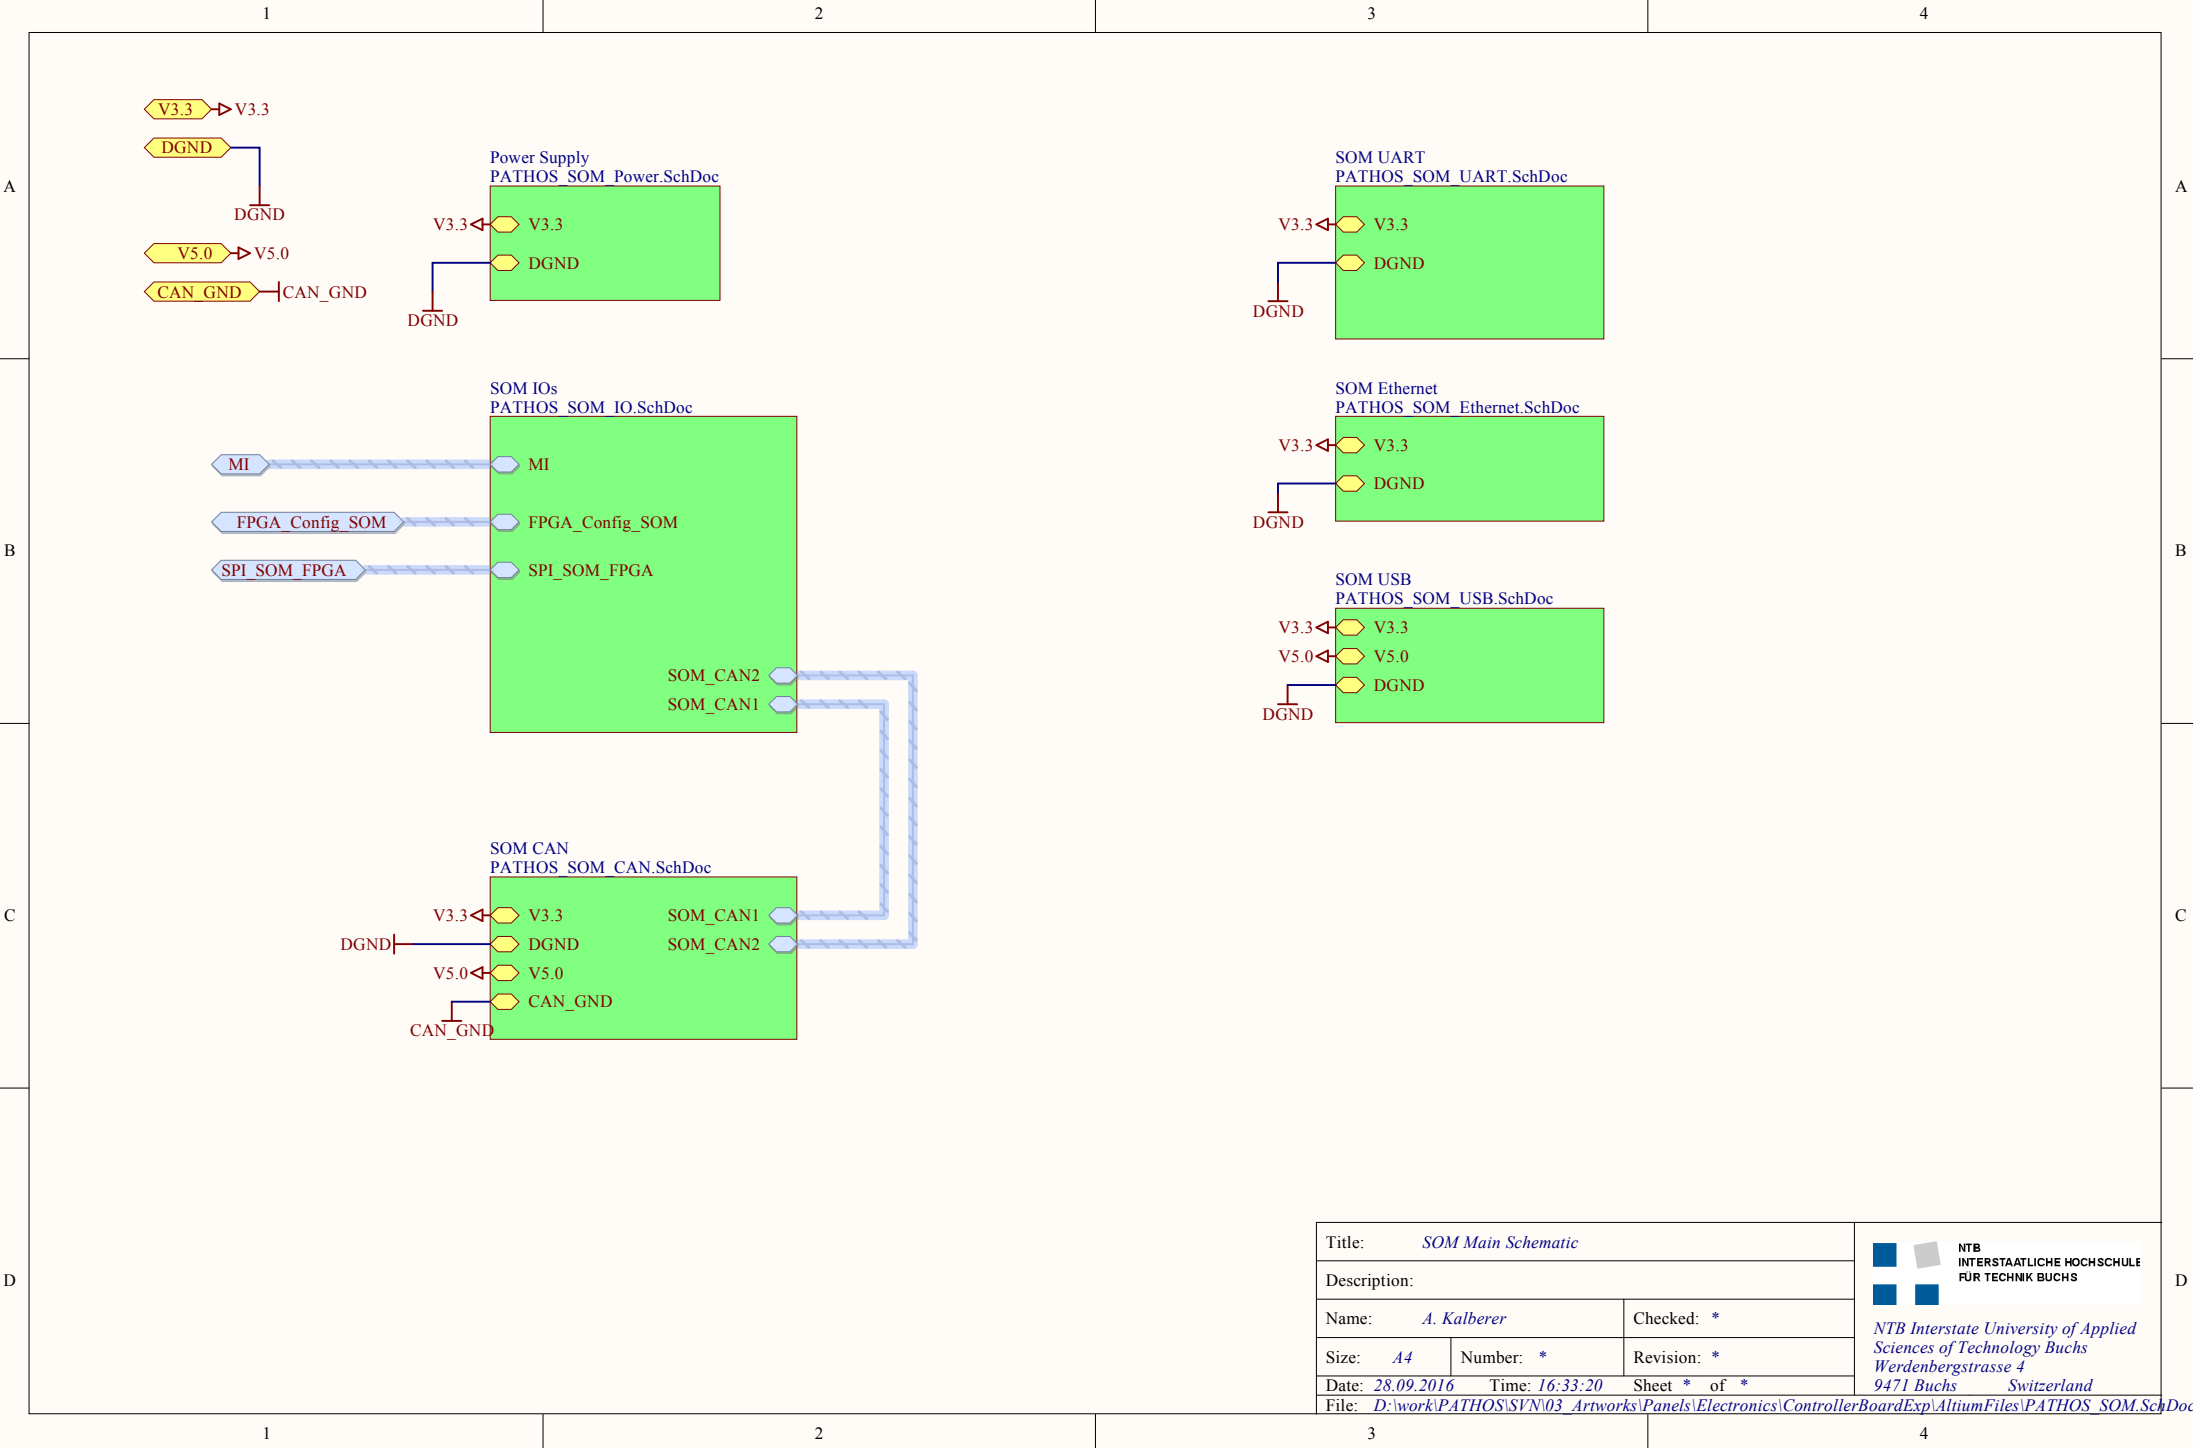 1 2 3 4
A A
V3.3 V3.3
DGND
DGND
V5.0 V5.0
CAN_GND CAN_GND
Power Supply
PATHOS_SOM_Power.SchDoc
V3.3 V3.3
DGND
DGND
SOM UART
PATHOS_SOM_UART.SchDoc
V3.3 V3.3
DGND
DGND
B B
SOM IOs
PATHOS_SOM_IO.SchDoc
MI MI
FPGA_Config_SOM FPGA_Config_SOM
SPI_SOM_FPGA SPI_SOM_FPGA
SOM_CAN2
SOM_CAN1
SOM Ethernet
PATHOS_SOM_Ethernet.SchDoc
V3.3 V3.3
DGND
DGND
SOM USB
PATHOS_SOM_USB.SchDoc
V3.3 V3.3
V5.0 V5.0
DGND
DGND
C C
SOM CAN
PATHOS_SOM_CAN.SchDoc
V3.3 V3.3 SOM_CAN1
DGND DGND SOM_CAN2
V5.0 V5.0
CAN_GND
CAN_GND
D D
Title: SOM Main Schematic
Description:
Name: A. Kalberer Checked: *
Size: A4 Number: * Revision: *
Date: 28.09.2016 Time: 16:33:20 Sheet * of *
File: D:\work\PATHOS\SVN\03_Artworks\Panels\Electronics\ControllerBoardExp\AltiumFiles\PATHOS_SOM.SchDoc
NTB
INTERSTAATLICHE HOCHSCHULE
FÜR TECHNIK BUCHS
NTB Interstate University of Applied
Sciences of Technology Buchs
Werdenbergstrasse 4
9471 Buchs Switzerland
1 2 3 4